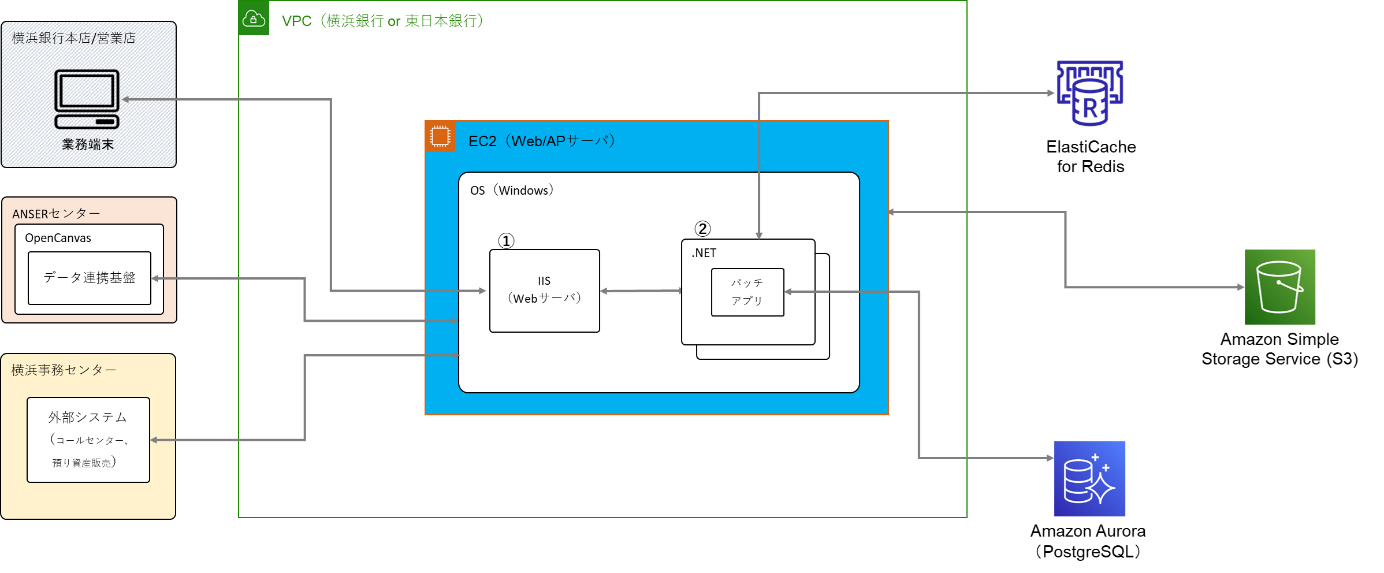 VPC（横浜銀行 or 東日本銀行）
横浜銀行本店/営業店
業務端末
ANSERセンター
OpenCanvas
データ連携基盤
横浜事務センター
外部システム
（コールセンター、
預り資産販売）
EC2（Web/APサーバ）
OS（Windows）
①
IIS
（Webサーバ）
②
.NET
バッチ
アプリ
R
ElastiCache
for Redis
Amazon Simple
Storage Service (S3)
Amazon Aurora
（PostgreSQL）